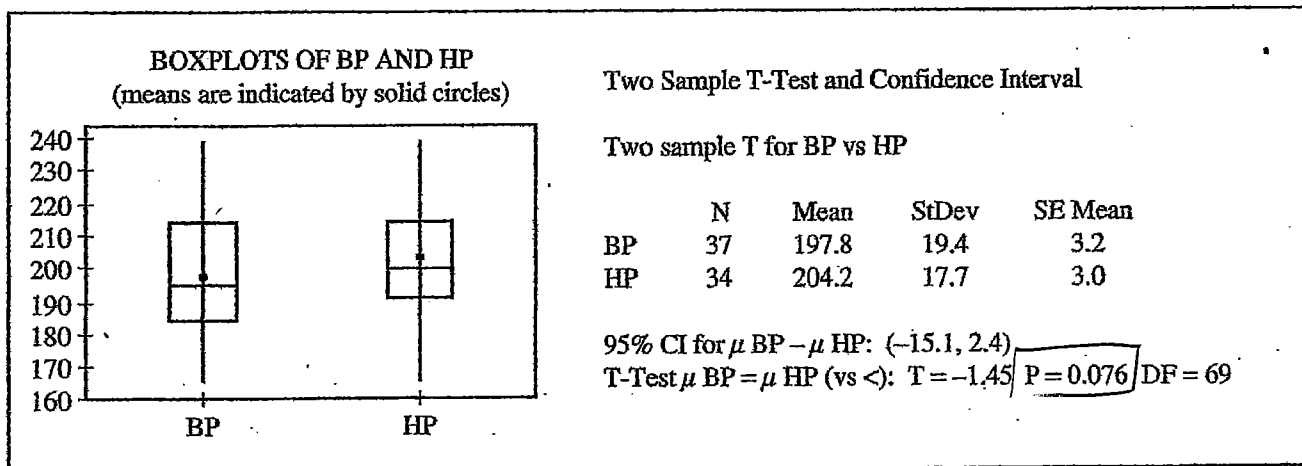 BOXPLOTS OF BP AND HP
(means are indicated by solid circles)
240
230
220
210
200
190
180
170
160
BP HP
Two Sample T-Test and Confidence Interval
Two sample T for BP vs HP
N Mean StDev SE Mean
BP 37 197.8 19.4 3.2
HP 34 204.2 17.7 3.0
95% CI for μ BP – μ HP: (–15.1, 2.4)
T-Test μ BP = μ HP (vs <): T = –1.45 P = 0.076 DF = 69